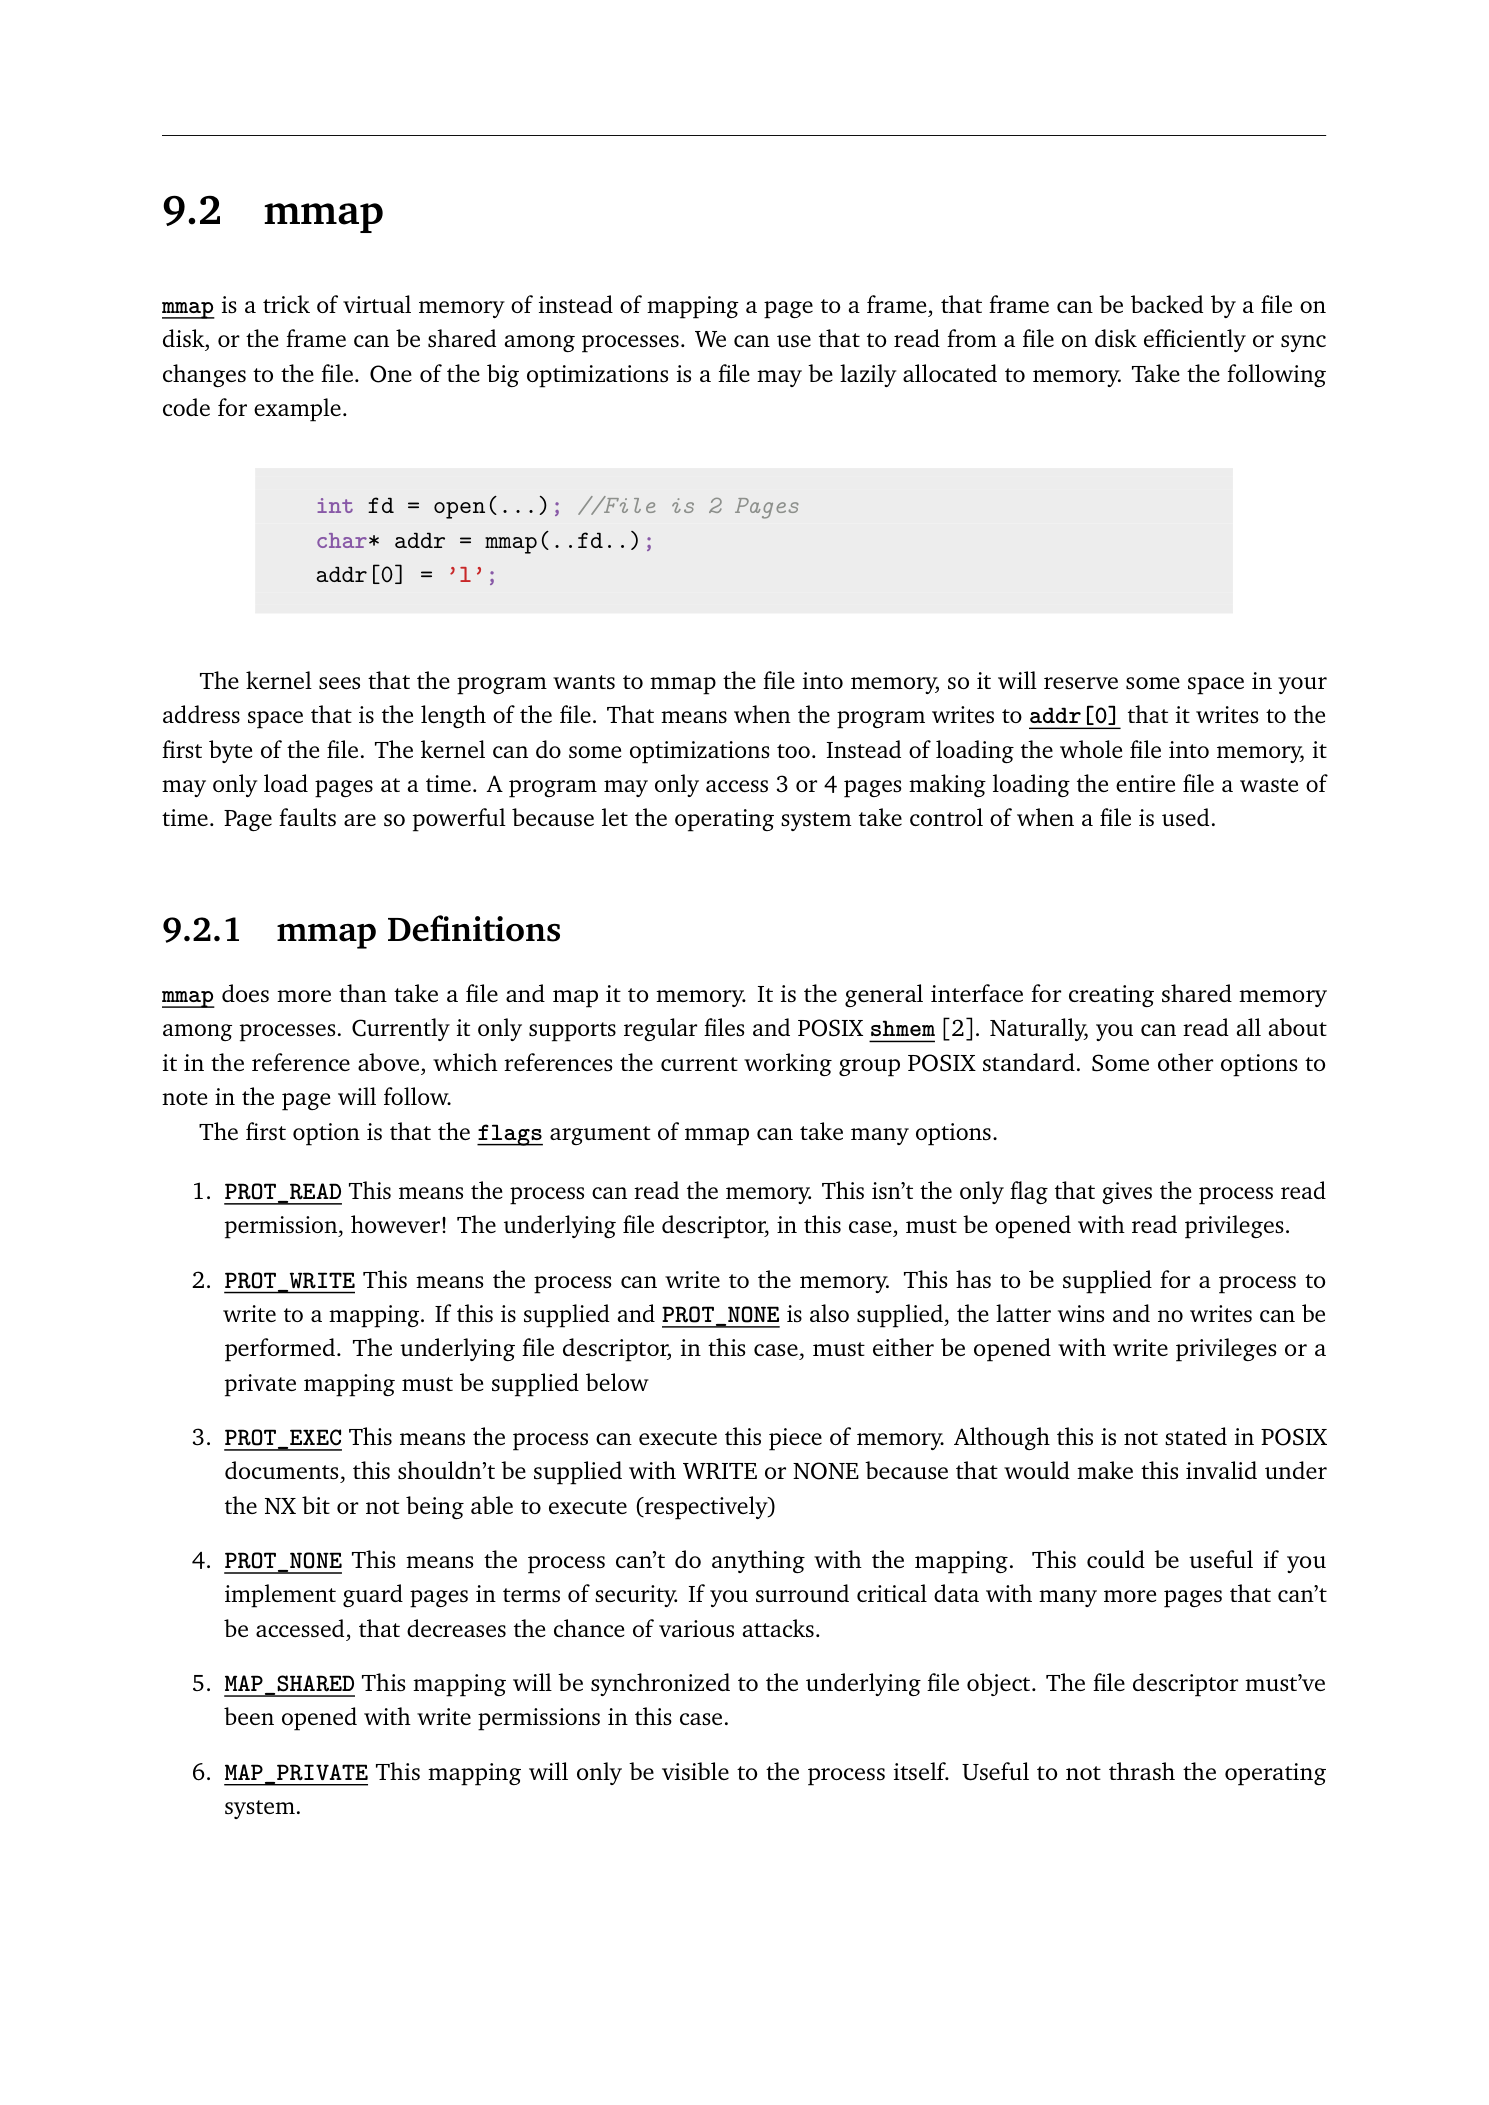 9.2 mmap
mmap is a trick of virtual memory of instead of mapping a page to a frame, that frame can be backed by a file on
disk, or the frame can be shared among processes. We can use that to read from a file on disk efficiently or sync
changes to the file. One of the big optimizations is a file may be lazily allocated to memory. Take the following
code for example.
int fd = open(...); //File is 2 Pages
char* addr = mmap(..fd..);
addr[0] = ’l’;
The kernel sees that the program wants to mmap the file into memory, so it will reserve some space in your
address space that is the length of the file. That means when the program writes to addr[0] that it writes to the
first byte of the file. The kernel can do some optimizations too. Instead of loading the whole file into memory, it
may only load pages at a time. A program may only access 3 or 4 pages making loading the entire file a waste of
time. Page faults are so powerful because let the operating system take control of when a file is used.
9.2.1 mmap Definitions
mmap does more than take a file and map it to memory. It is the general interface for creating shared memory
among processes. Currently it only supports regular files and POSIX shmem [2]. Naturally, you can read all about
it in the reference above, which references the current working group POSIX standard. Some other options to
note in the page will follow.
The first option is that the flags argument of mmap can take many options.
1. PROT_READ This means the process can read the memory. This isn’t the only flag that gives the process read
permission, however! The underlying file descriptor, in this case, must be opened with read privileges.
2. PROT_WRITE This means the process can write to the memory. This has to be supplied for a process to
write to a mapping. If this is supplied and PROT_NONE is also supplied, the latter wins and no writes can be
performed. The underlying file descriptor, in this case, must either be opened with write privileges or a
private mapping must be supplied below
3. PROT_EXEC This means the process can execute this piece of memory. Although this is not stated in POSIX
documents, this shouldn’t be supplied with WRITE or NONE because that would make this invalid under
the NX bit or not being able to execute (respectively)
4. PROT_NONE This means the process can’t do anything with the mapping. This could be useful if you
implement guard pages in terms of security. If you surround critical data with many more pages that can’t
be accessed, that decreases the chance of various attacks.
5. MAP_SHARED This mapping will be synchronized to the underlying file object. The file descriptor must’ve
been opened with write permissions in this case.
6. MAP_PRIVATE This mapping will only be visible to the process itself. Useful to not thrash the operating
system.